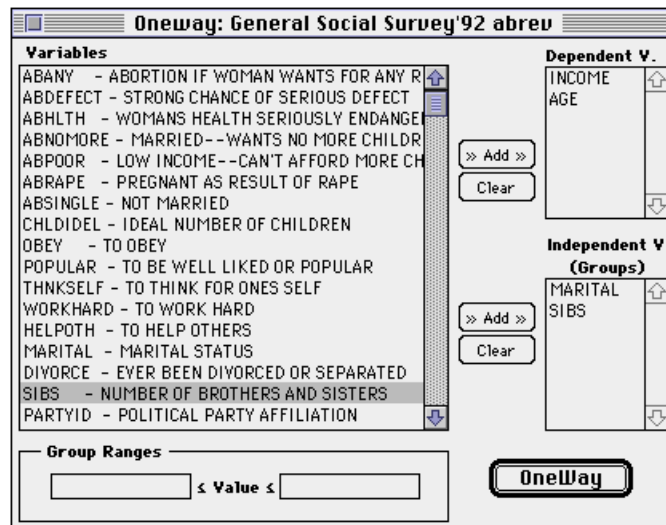 Oneway: General Social Survey'92 abrev
Variables
ABANY - ABORTION IF WOMAN WANTS FOR ANY R
ABDEFECT - STRONG CHANCE OF SERIOUS DEFECT
ABHLTH - WOMANS HEALTH SERIOUSLY ENDANGE
ABNOMORE - MARRIED--WANTS NO MORE CHILDR
ABPOOR - LOW INCOME--CAN'T AFFORD MORE CH
ABRAPE - PREGNANT AS RESULT OF RAPE
ABSINGLE - NOT MARRIED
CHLDIDEL - IDEAL NUMBER OF CHILDREN
OBEY - TO OBEY
POPULAR - TO BE WELL LIKED OR POPULAR
THNKSELF - TO THINK FOR ONES SELF
WORKHARD - TO WORK HARD
HELPOTH - TO HELP OTHERS
MARITAL - MARITAL STATUS
DIVORCE - EVER BEEN DIVORCED OR SEPARATED
SIBS - NUMBER OF BROTHERS AND SISTERS
PARTYID - POLITICAL PARTY AFFILIATION
» Add »
Clear
Dependent V.
INCOME
AGE
» Add »
Clear
Independent V
(Groups)
MARITAL
SIBS
Group Ranges
≤ Value ≤
OneWay